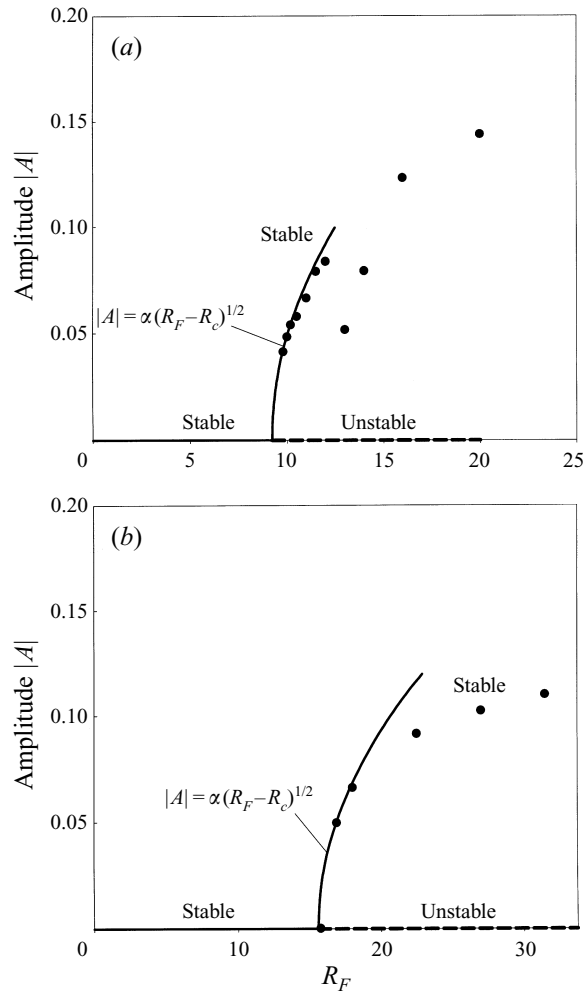 0.20
(a)
0.15
Amplitude |A|
Stable
0.10
|A| = α(R_F–R_c)^{1/2}
0.05
Stable
Unstable
0
5
10
15
20
25
0.20
(b)
0.15
Amplitude |A|
Stable
0.10
|A| = α(R_F–R_c)^{1/2}
0.05
Stable
Unstable
0
10
20
30
R_F